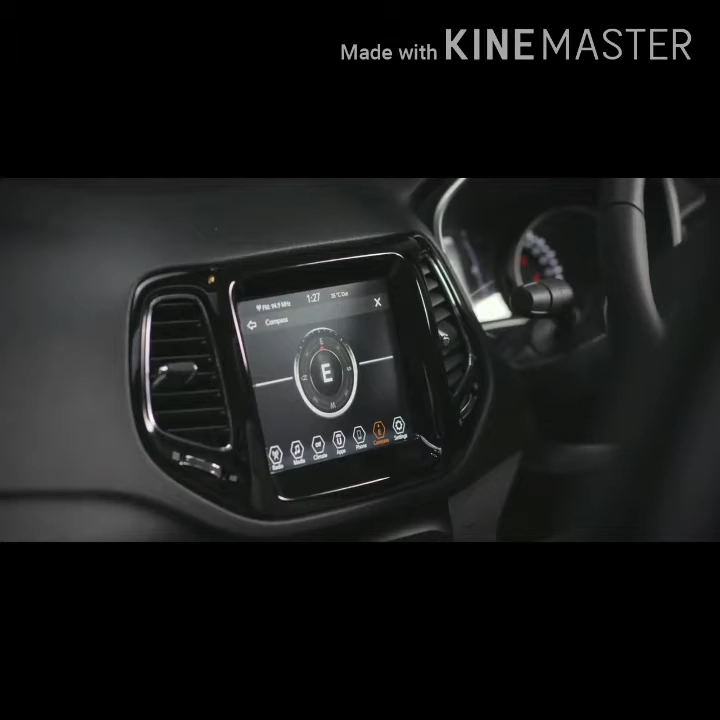 Made with KINEMASTER
1:27
Compass
E
Radio Media Climate Apps Phone Compass Settings